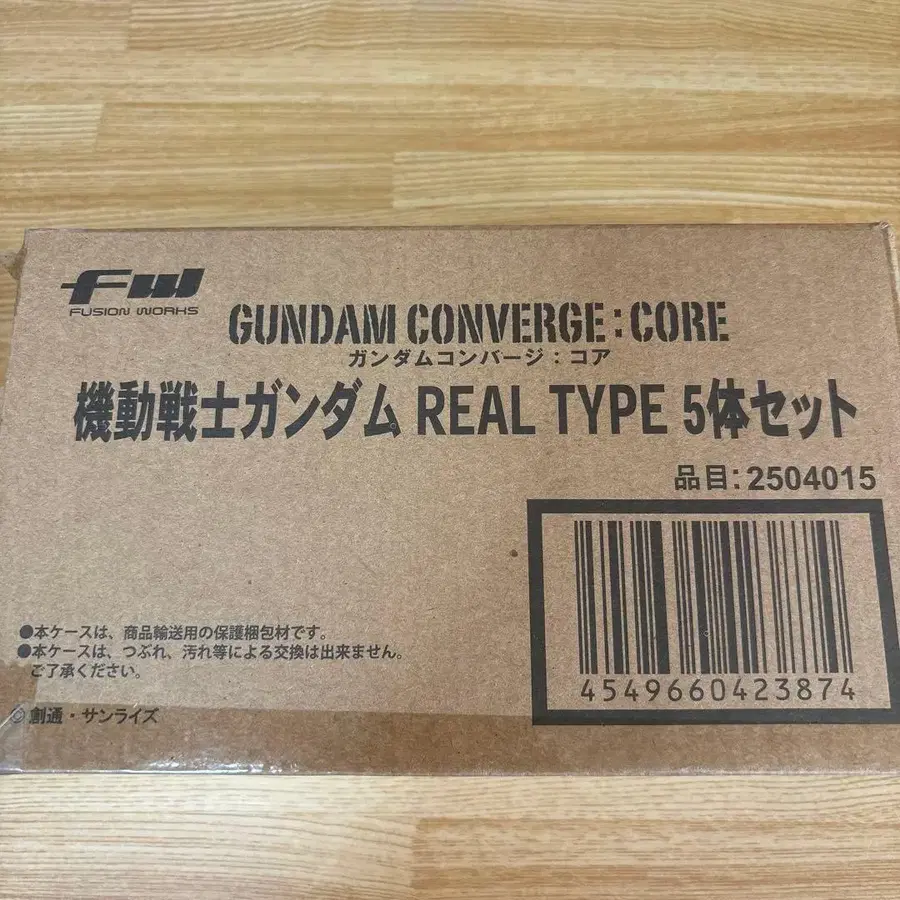 FW
FUSION WORKS
GUNDAM CONVERGE:CORE
ガンダムコンバージ:コア
機動戦士ガンダム REAL TYPE 5体セット
品目:2504015
4549660423874
●本ケースは、商品輸送用の保護梱包材です。
●本ケースは、つぶれ、汚れ等による交換は出来ません。
ご了承ください。
©創通・サンライズ